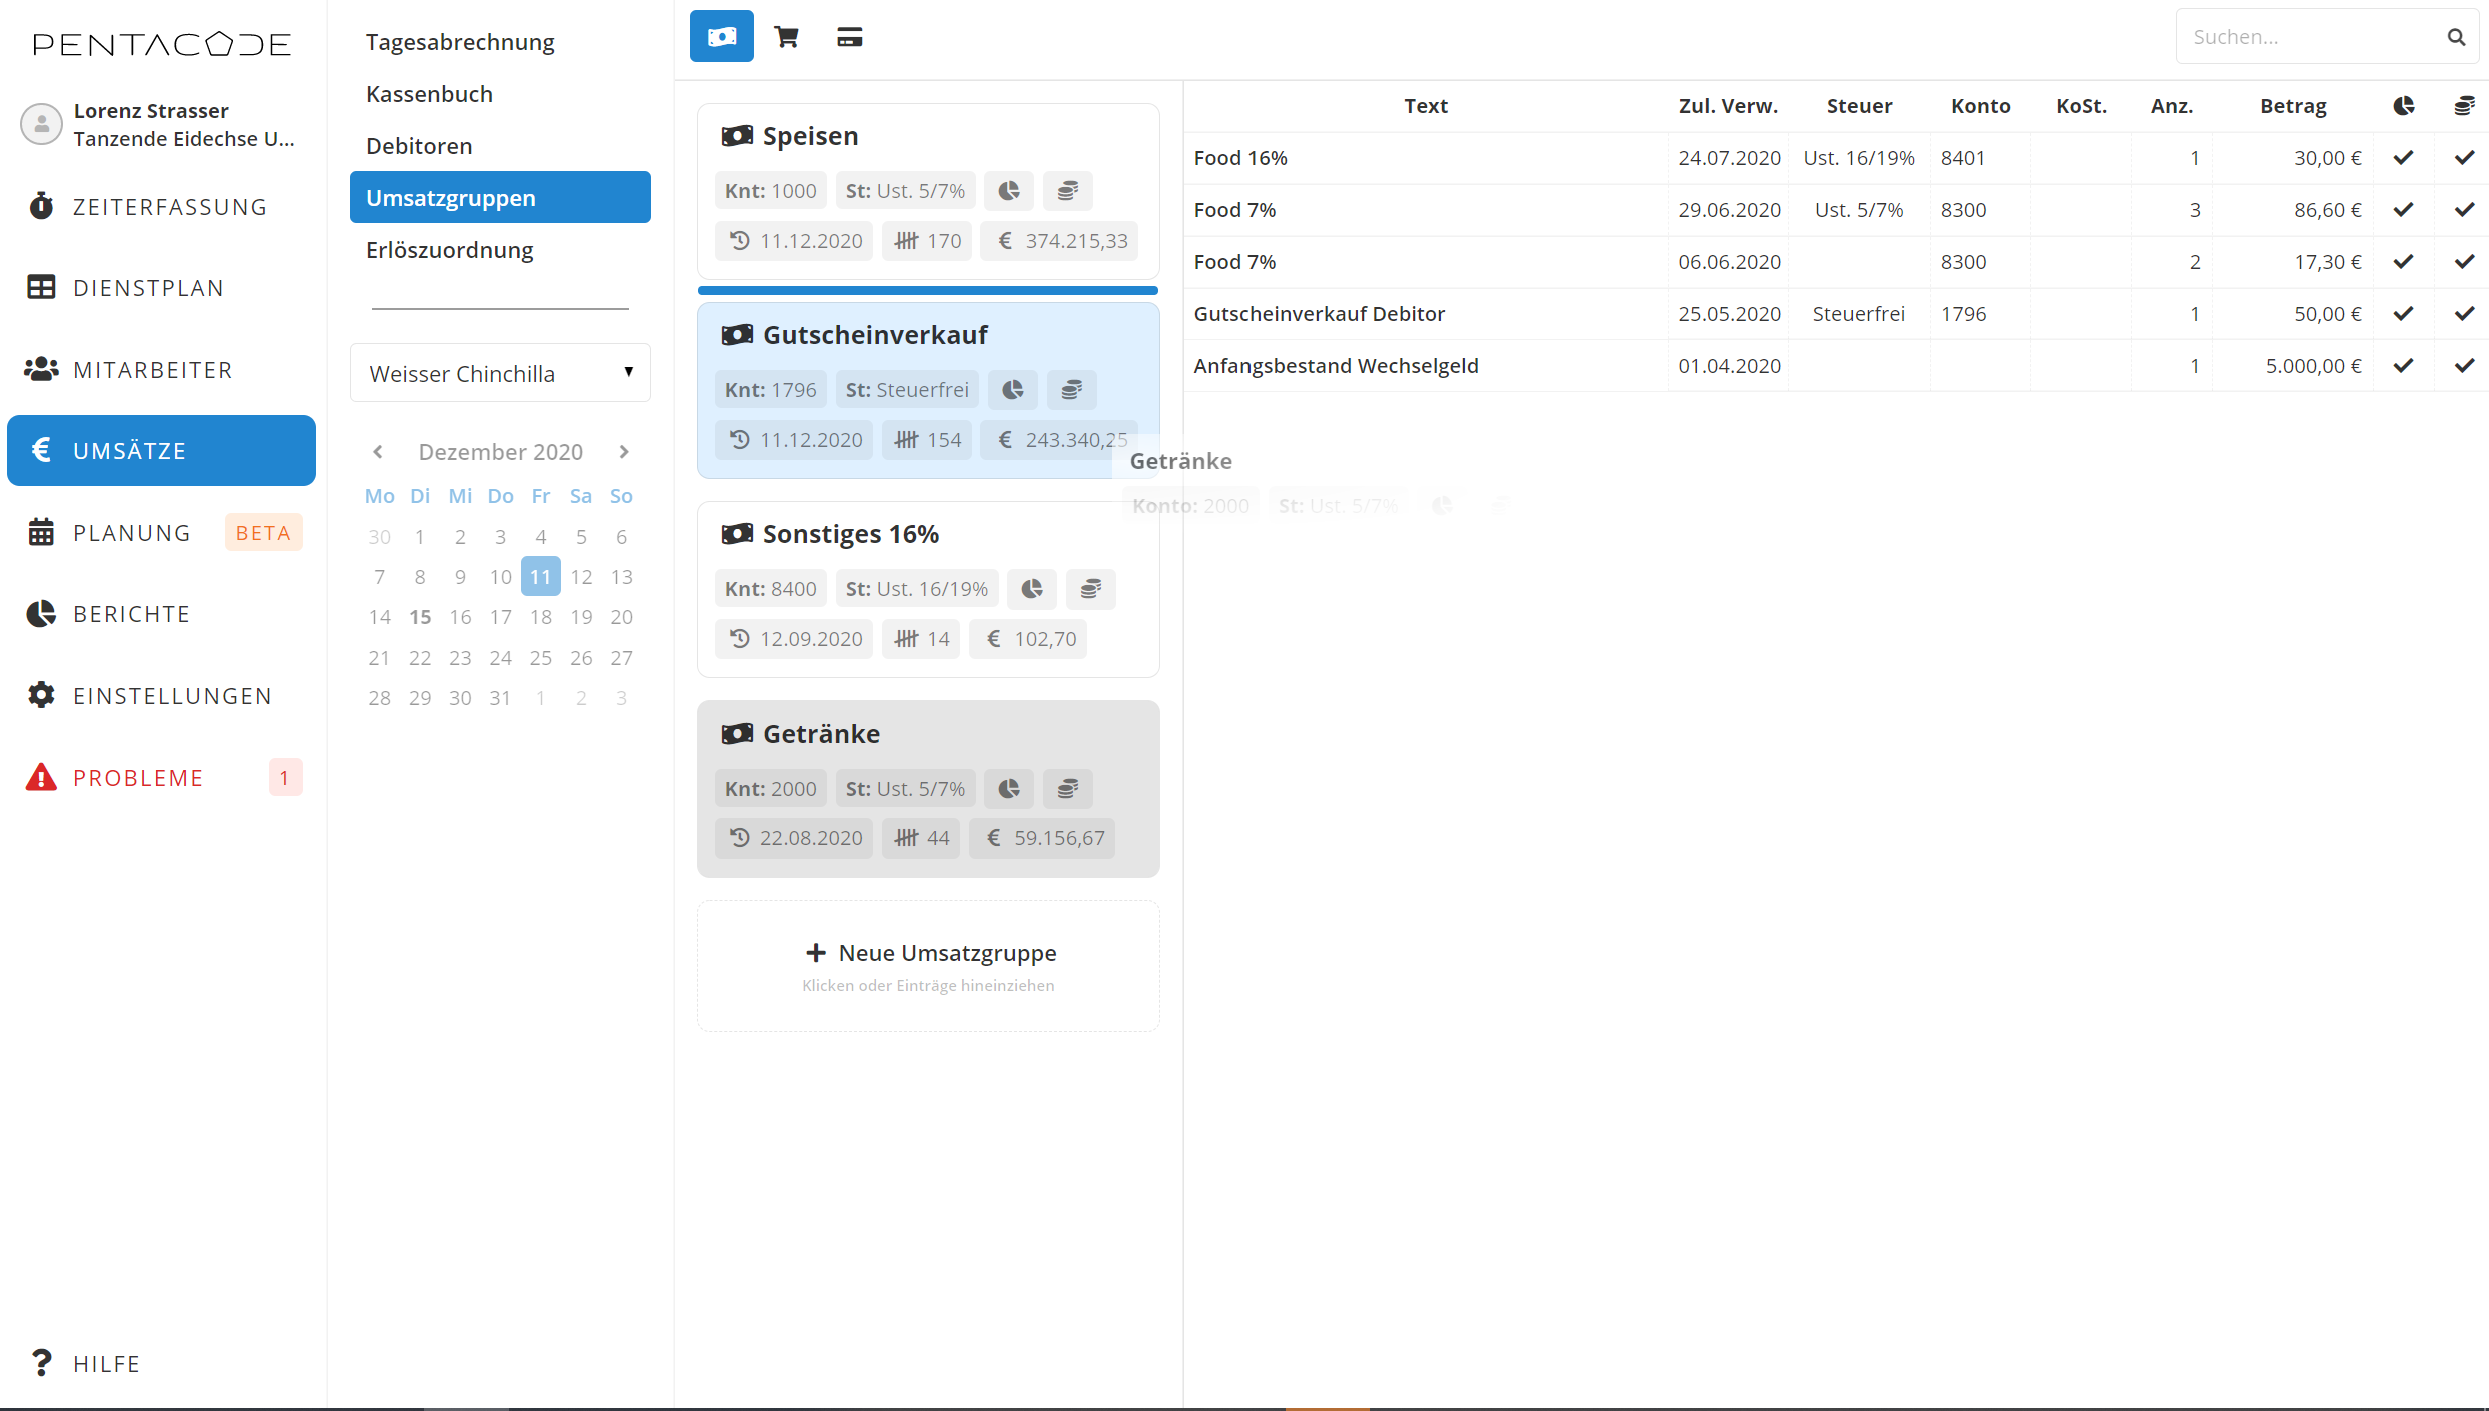 PENTACODE
Lorenz Strasser
Tanzende Eidechse U...
ZEITERFASSUNG
DIENSTPLAN
MITARBEITER
€ UMSÄTZE
PLANUNG BETA
BERICHTE
EINSTELLUNGEN
PROBLEME 1
? HILFE
Tagesabrechnung
Kassenbuch
Debitoren
Umsatzgruppen
Erlöszuordnung
Weisser Chinchilla
Dezember 2020
Mo Di Mi Do Fr Sa So
30 1 2 3 4 5 6
7 8 9 10 11 12 13
14 15 16 17 18 19 20
21 22 23 24 25 26 27
28 29 30 31 1 2 3
Suchen...
Speisen
Knt: 1000 St: Ust. 5/7%
11.12.2020 170 € 374.215,33
Gutscheinverkauf
Knt: 1796 St: Steuerfrei
11.12.2020 154 € 243.340,25
Sonstiges 16%
Knt: 8400 St: Ust. 16/19%
12.09.2020 14 € 102,70
Getränke
Knt: 2000 St: Ust. 5/7%
22.08.2020 44 € 59.156,67
+ Neue Umsatzgruppe
Klicken oder Einträge hineinziehen
Getränke
Konto: 2000 St: Ust. 5/7%
Text Zul. Verw. Steuer Konto KoSt. Anz. Betrag
Food 16% 24.07.2020 Ust. 16/19% 8401 1 30,00 €
Food 7% 29.06.2020 Ust. 5/7% 8300 3 86,60 €
Food 7% 06.06.2020 8300 2 17,30 €
Gutscheinverkauf Debitor 25.05.2020 Steuerfrei 1796 1 50,00 €
Anfangsbestand Wechselgeld 01.04.2020 1 5.000,00 €